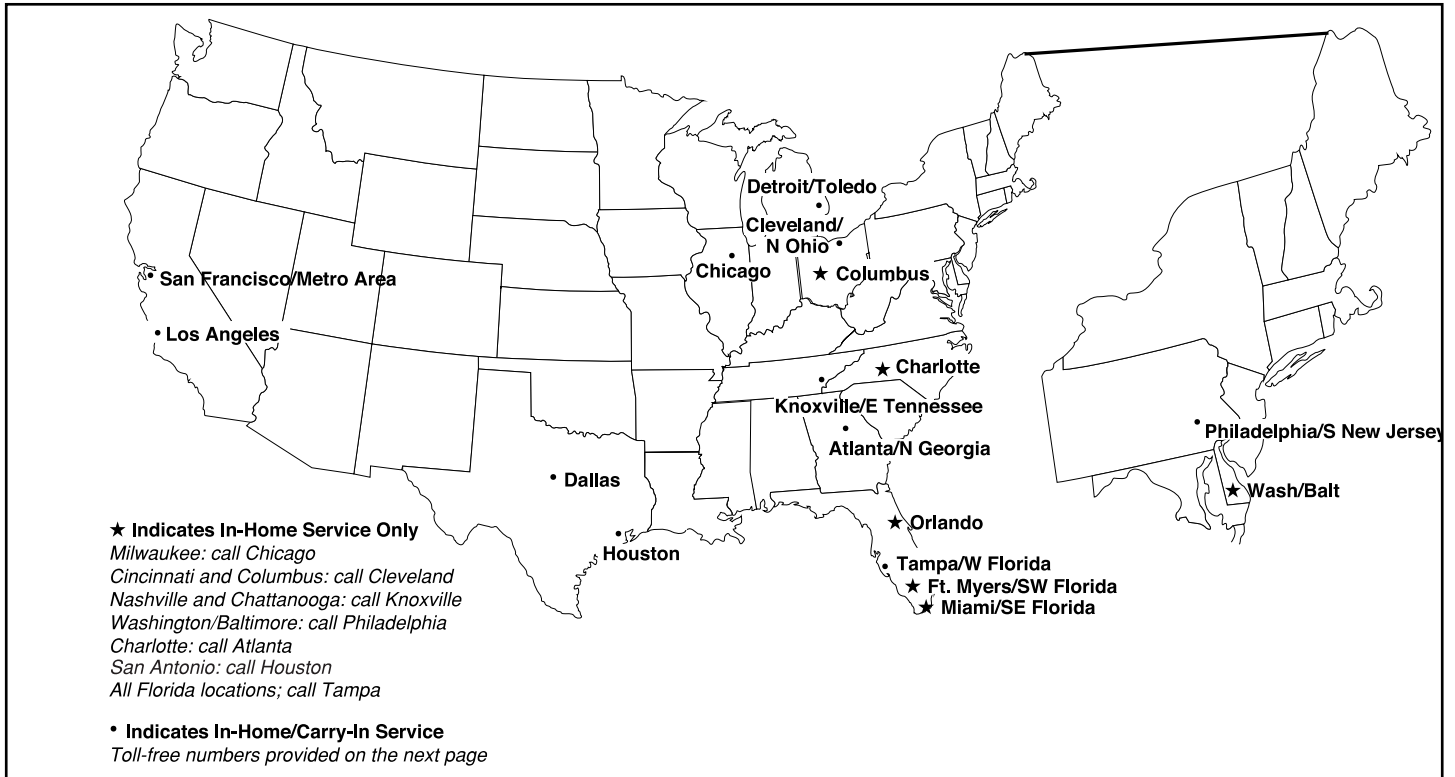 Detroit/Toledo
Cleveland/
N Ohio
Chicago
★ Columbus
San Francisco/Metro Area
Los Angeles
★ Charlotte
Knoxville/E Tennessee
Atlanta/N Georgia
Philadelphia/S New Jersey
Dallas
★ Wash/Balt
★ Orlando
Houston
Tampa/W Florida
★ Ft. Myers/SW Florida
★ Miami/SE Florida
★ Indicates In-Home Service Only
Milwaukee: call Chicago
Cincinnati and Columbus: call Cleveland
Nashville and Chattanooga: call Knoxville
Washington/Baltimore: call Philadelphia
Charlotte: call Atlanta
San Antonio: call Houston
All Florida locations; call Tampa
• Indicates In-Home/Carry-In Service
Toll-free numbers provided on the next page